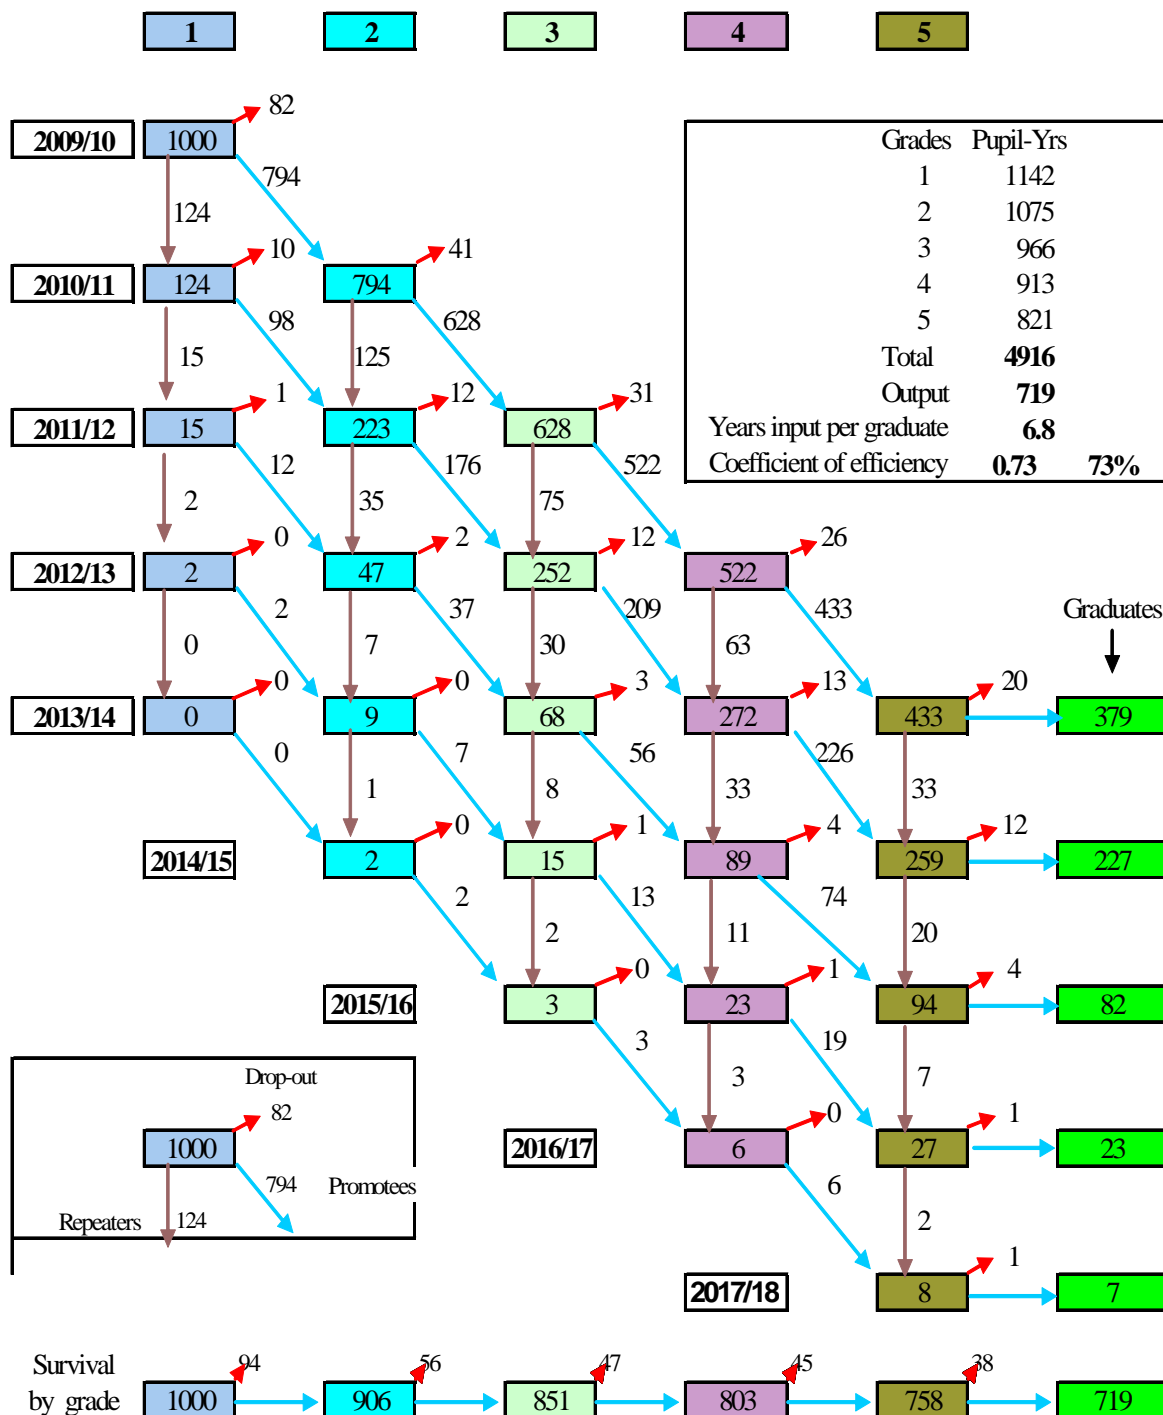 1 2 3 4 5
82
2009/10 1000
Grades Pupil-Yrs
1 1142
2 1075
3 966
4 913
5 821
Total 4916
Output 719
Years input per graduate 6.8
Coefficient of efficiency 0.73 73%
794
124
10 41
2010/11 124 794
98 628
15 125
1 12 31
2011/12 15 223 628
12 176 522
2 35 75
0 2 12 26
2012/13 2 47 252 522
2 37 209 433
Graduates
0 7 30 63
0 0 3 13 20
2013/14 0 9 68 272 433 379
0 7 56 226
1 8 33 33
0 1 4 12
2014/15 2 15 89 259 227
2 13 74
2 11 20
0 1 4
2015/16 3 23 94 82
3 19
3 7
0 1
2016/17 6 27 23
6
2
1
2017/18 8 7
Drop-out
82
1000
794 Promotees
Repeaters 124
Survival
by grade
94 56 47 45 38
1000 906 851 803 758 719